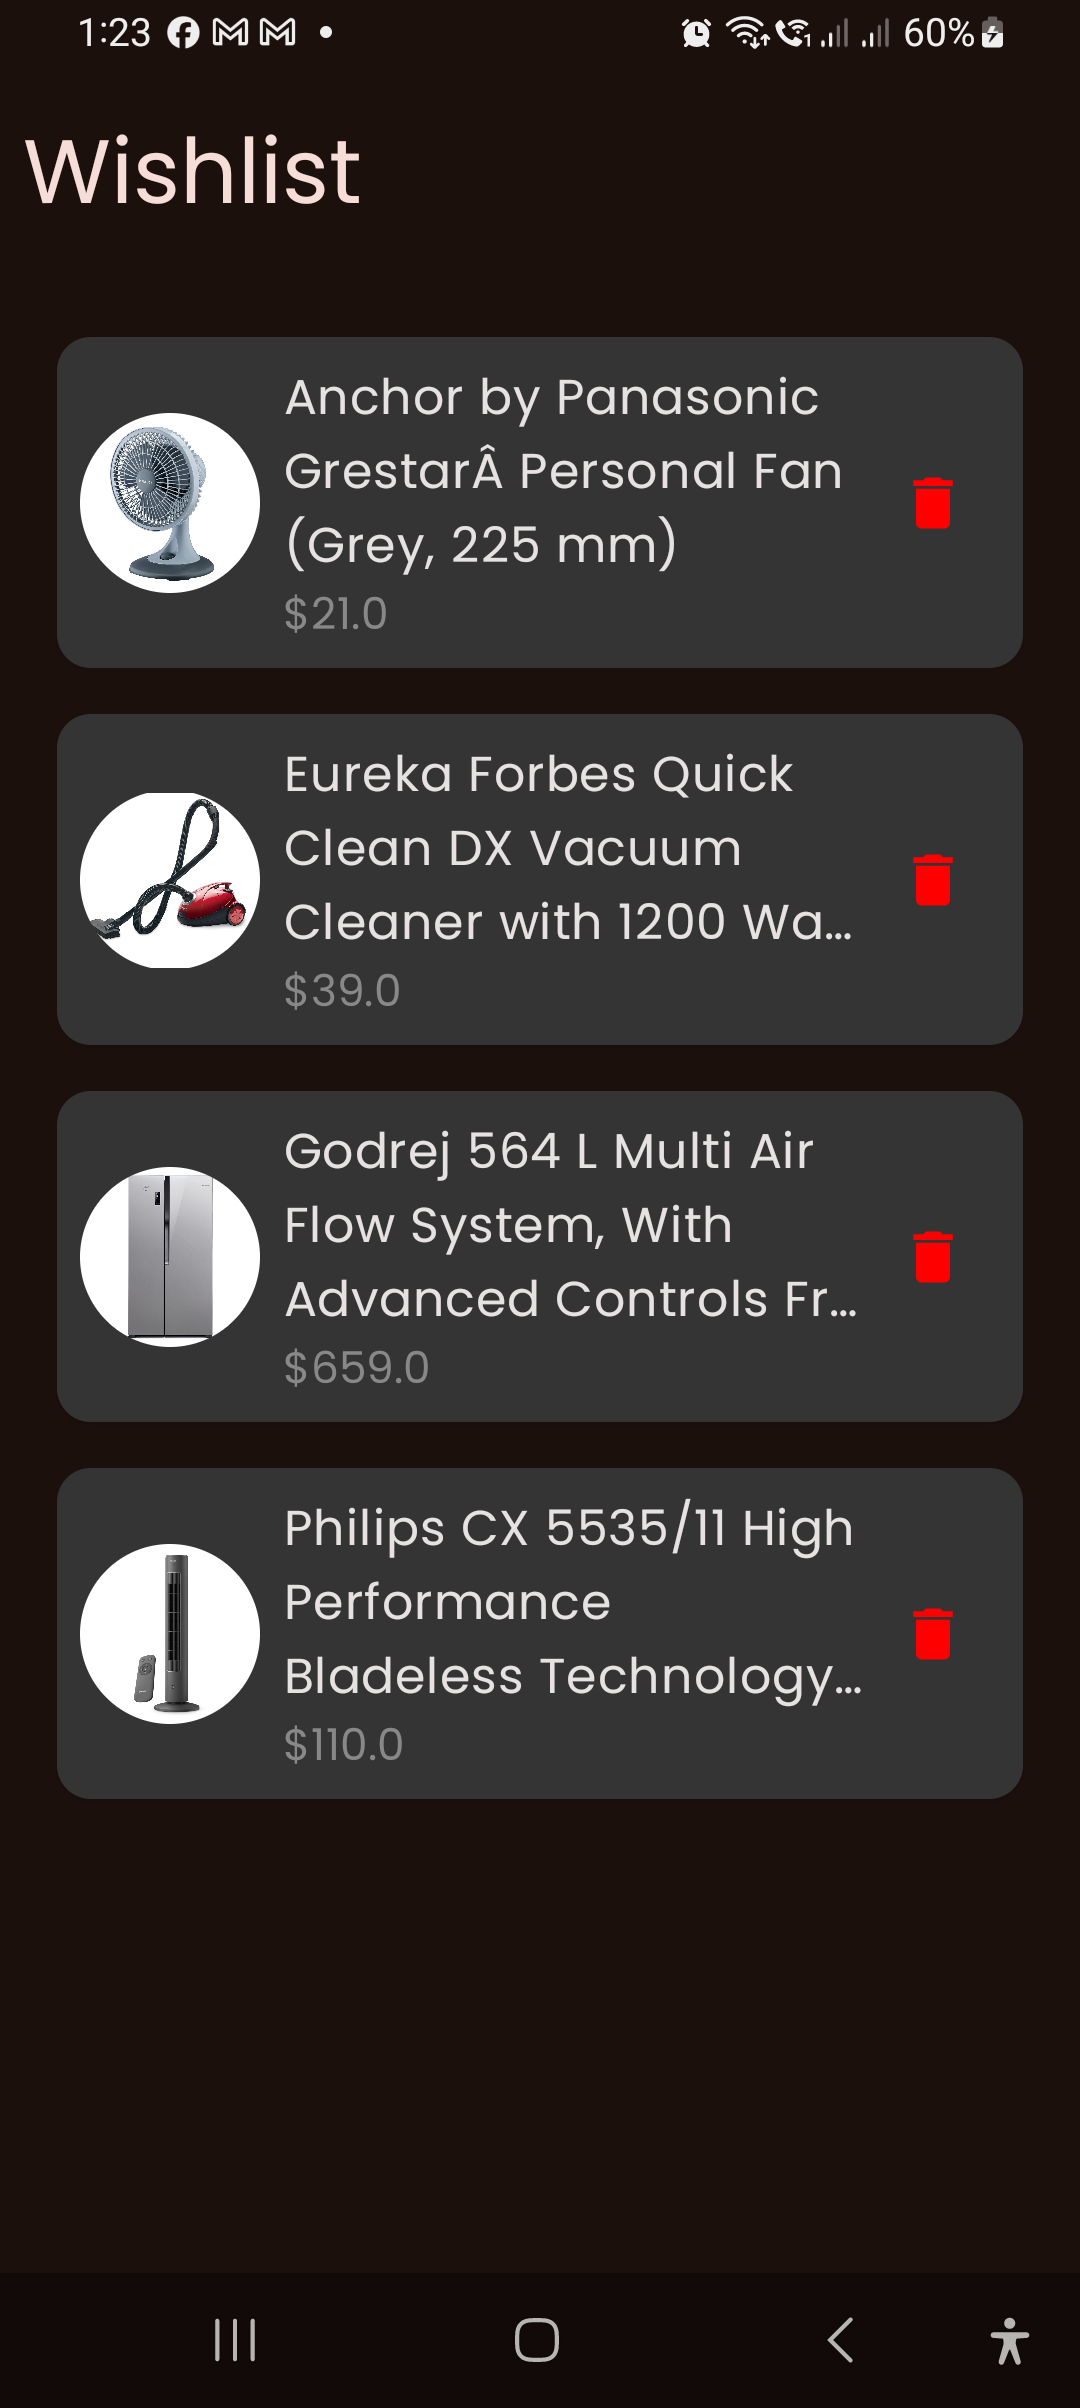 1:23
60%
Wishlist
Anchor by Panasonic
GrestarÂ Personal Fan
(Grey, 225 mm)
$21.0
Eureka Forbes Quick
Clean DX Vacuum
Cleaner with 1200 Wa...
$39.0
Godrej 564 L Multi Air
Flow System, With
Advanced Controls Fr...
$659.0
Philips CX 5535/11 High
Performance
Bladeless Technology...
$110.0